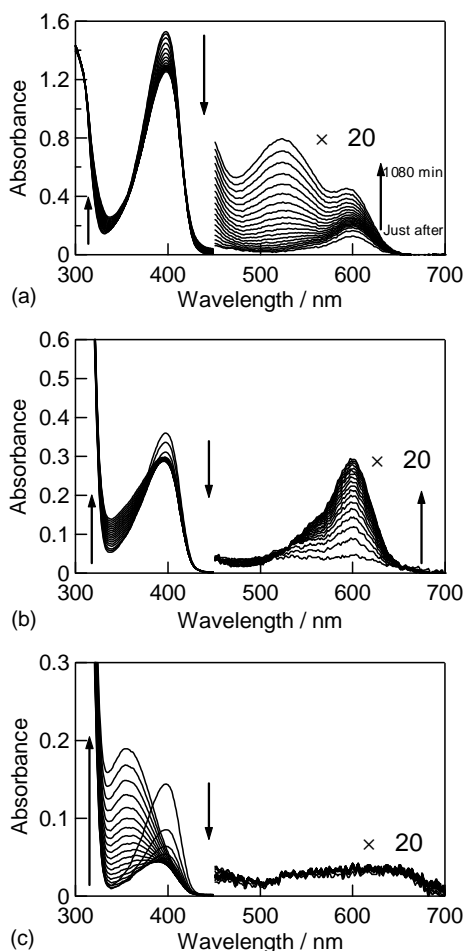 1.6
1.2
0.8
0.4
0
Absorbance
× 20
1080 min
Just after
300 400 500 600 700
Wavelength / nm
(a)
0.6
0.5
0.4
0.3
0.2
0.1
0
Absorbance
× 20
300 400 500 600 700
Wavelength / nm
(b)
0.3
0.2
0.1
0
Absorbance
× 20
300 400 500 600 700
Wavelength / nm
(c)